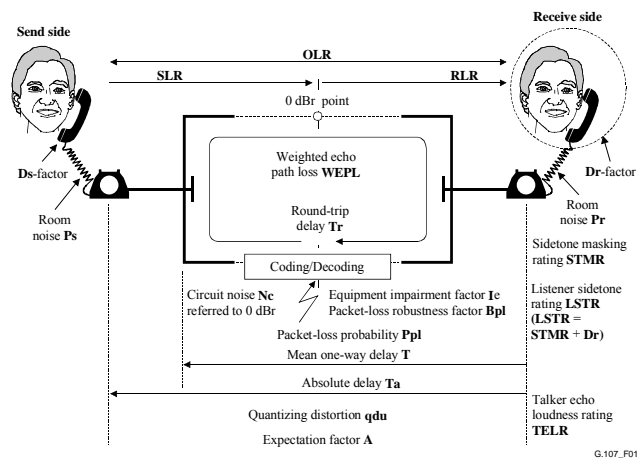 Send side
Receive side
OLR
SLR
RLR
0 dBr point
Weighted echo
path loss WEPL
Ds-factor
Dr-factor
Room
noise Ps
Round-trip
delay Tr
Room
noise Pr
Coding/Decoding
Sidetone masking
rating STMR
Circuit noise Nc
referred to 0 dBr
Equipment impairment factor Ie
Packet-loss robustness factor Bpl
Listener sidetone
rating LSTR
(LSTR =
STMR + Dr)
Packet-loss probability Ppl
Mean one-way delay T
Absolute delay Ta
Quantizing distortion qdu
Expectation factor A
Talker echo
loudness rating
TELR
G.107_F01